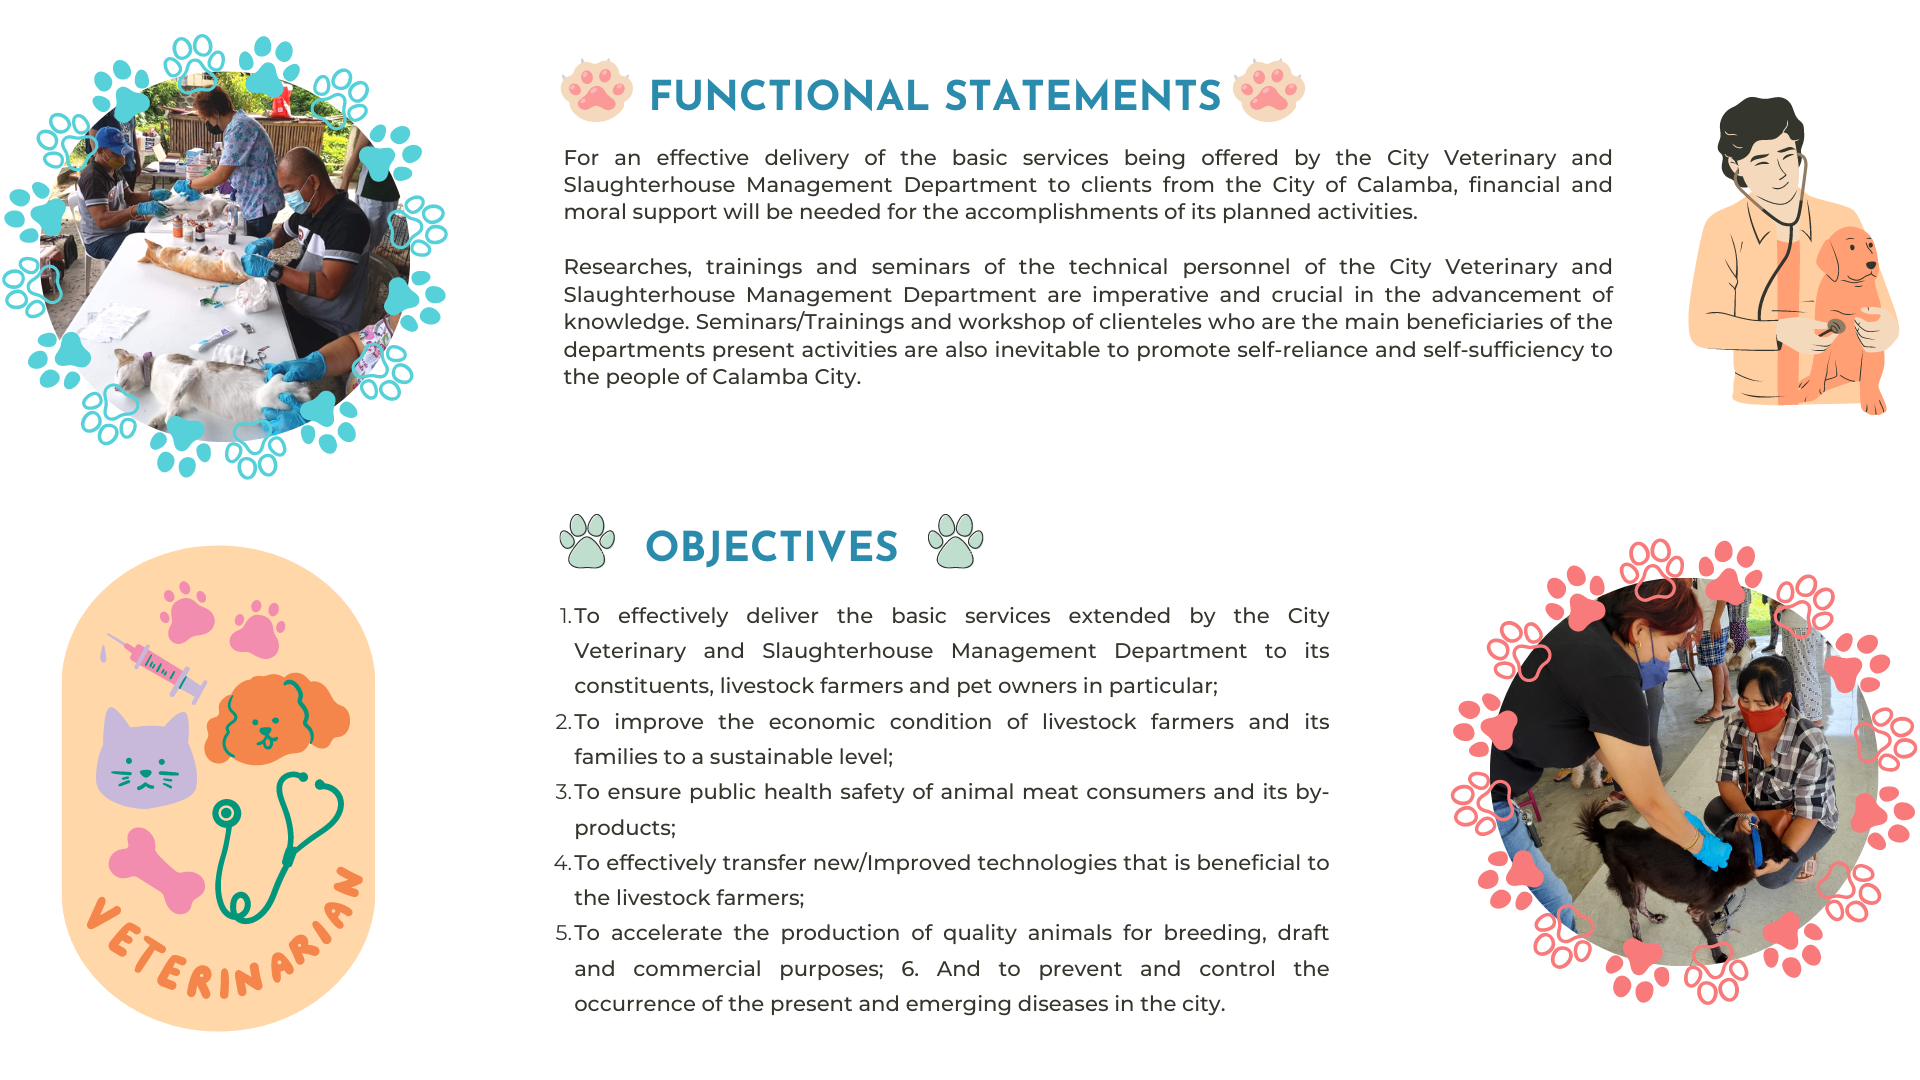 FUNCTIONAL STATEMENTS
For an effective delivery of the basic services being offered by the City Veterinary and
Slaughterhouse Management Department to clients from the City of Calamba, financial and
moral support will be needed for the accomplishments of its planned activities.
Researches, trainings and seminars of the technical personnel of the City Veterinary and
Slaughterhouse Management Department are imperative and crucial in the advancement of
knowledge. Seminars/Trainings and workshop of clienteles who are the main beneficiaries of the
departments present activities are also inevitable to promote self-reliance and self-sufficiency to
the people of Calamba City.
OBJECTIVES
1. To effectively deliver the basic services extended by the City
Veterinary and Slaughterhouse Management Department to its
constituents, livestock farmers and pet owners in particular;
2. To improve the economic condition of livestock farmers and its
families to a sustainable level;
3. To ensure public health safety of animal meat consumers and its by-
products;
4. To effectively transfer new/Improved technologies that is beneficial to
the livestock farmers;
5. To accelerate the production of quality animals for breeding, draft
and commercial purposes; 6. And to prevent and control the
occurrence of the present and emerging diseases in the city.
VETERINARIAN